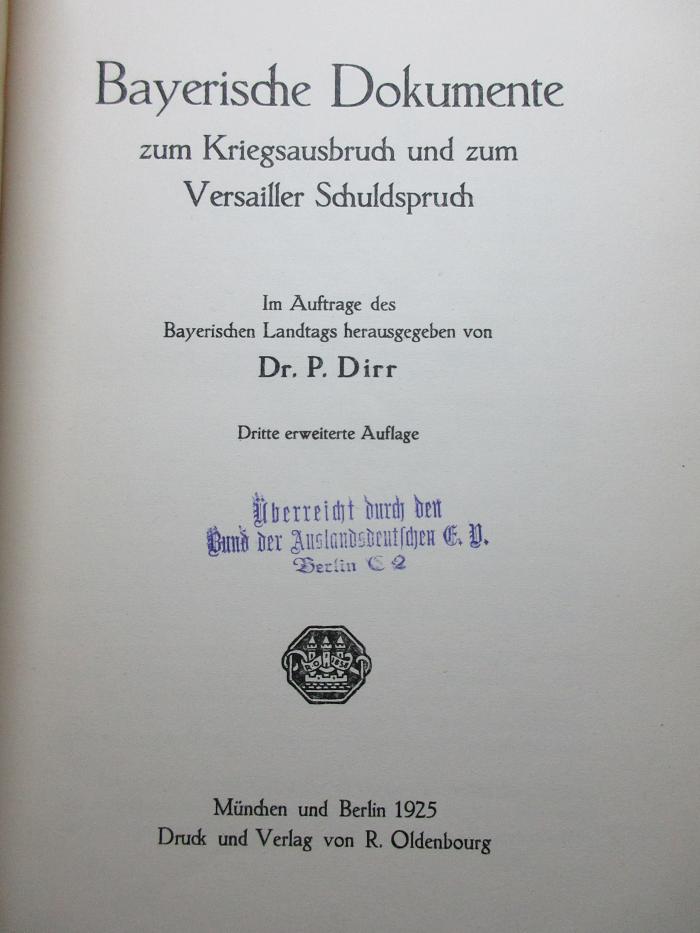 Bayerische Dokumente
zum Kriegsausbruch und zum
Versailler Schuldspruch
Im Auftrage des
Bayerischen Landtags herausgegeben von
Dr. P. Dirr
Dritte erweiterte Auflage
Überreicht durch den
Bund der Auslandsdeutschen E. V.
Berlin C 2
R.O. 1858
München und Berlin 1925
Druck und Verlag von R. Oldenbourg